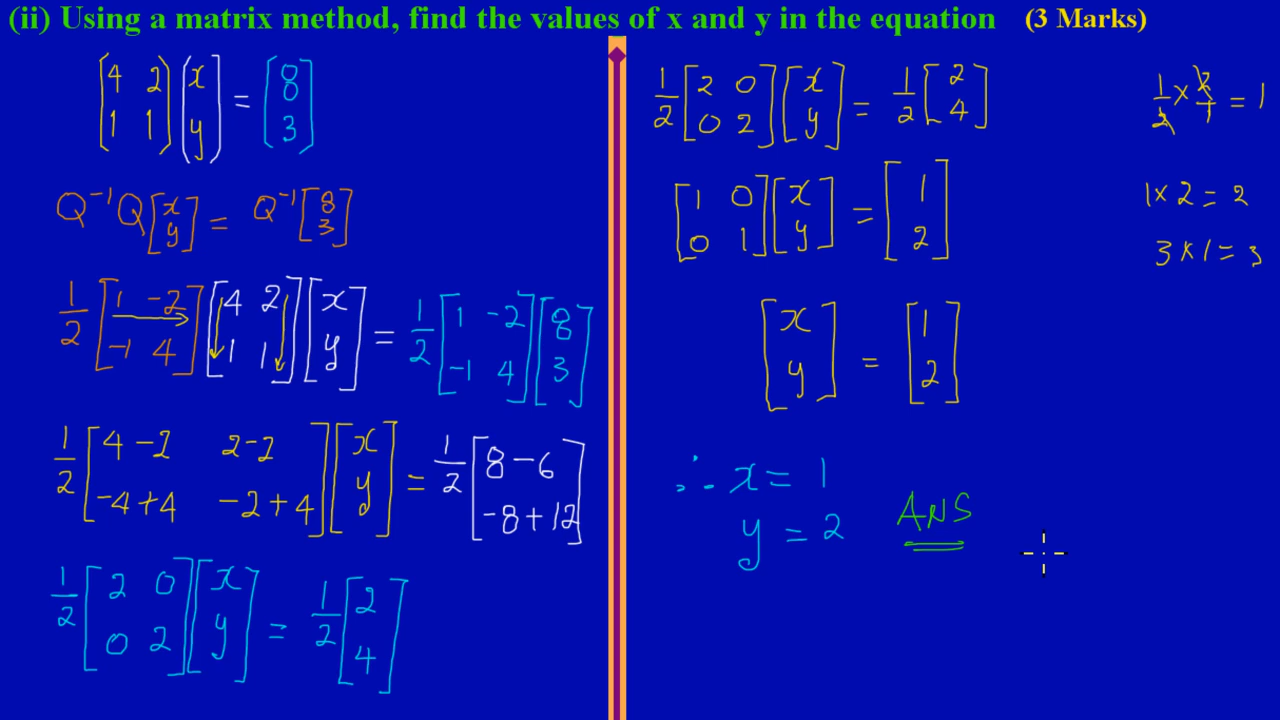 (ii) Using a matrix method, find the values of x and y in the equation (3 Marks)
[4 2] [x] = [8]
[1 1] [y] [3]
Q⁻¹Q [x] = Q⁻¹ [8]
[y] [3]
1/2 [1 -2] [4 2] [x] = 1/2 [1 -2] [8]
[-1 4] [1 1] [y] [-1 4] [3]
1/2 [4-2 2-2] [x] = 1/2 [8-6]
[-4+4 -2+4] [y] [-8+12]
1/2 [2 0] [x] = 1/2 [2]
[0 2] [y] [4]
1/2 [2 0] [x] = 1/2 [2]
[0 2] [y] [4]
[1 0] [x] = [1]
[0 1] [y] [2]
[x] = [1]
[y] [2]
∴ x = 1
y = 2 ANS
1/2 × 2/1 = 1
1 × 2 = 2
3 × 1 = 3